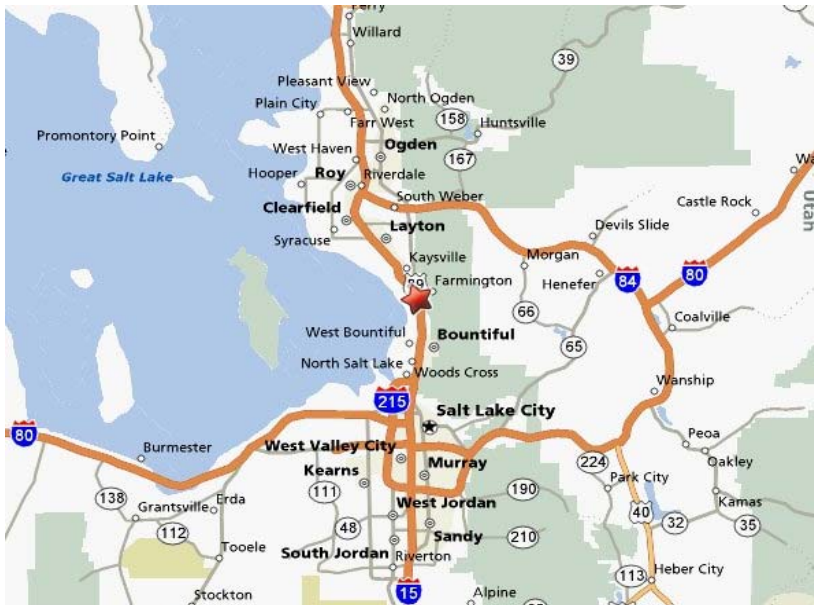 Perry
Willard
39
Pleasant View
North Ogden
Plain City
Farr West
158
Huntsville
Promontory Point
Ogden
West Haven
167
Great Salt Lake
Hooper
Roy
Riverdale
South Weber
Castle Rock
Utah
Clearfield
Devils Slide
Syracuse
Layton
Kaysville
Morgan
80
89
Farmington
Henefer
84
66
Coalville
West Bountiful
Bountiful
65
North Salt Lake
Woods Cross
Wanship
215
Salt Lake City
80
Burmester
West Valley City
Peoa
Kearns
Murray
224
Oakley
138
111
190
Park City
Kamas
Grantsville
Erda
West Jordan
40
112
48
Sandy
210
32
35
Tooele
South Jordan
Riverton
113
Heber City
Stockton
15
Alpine